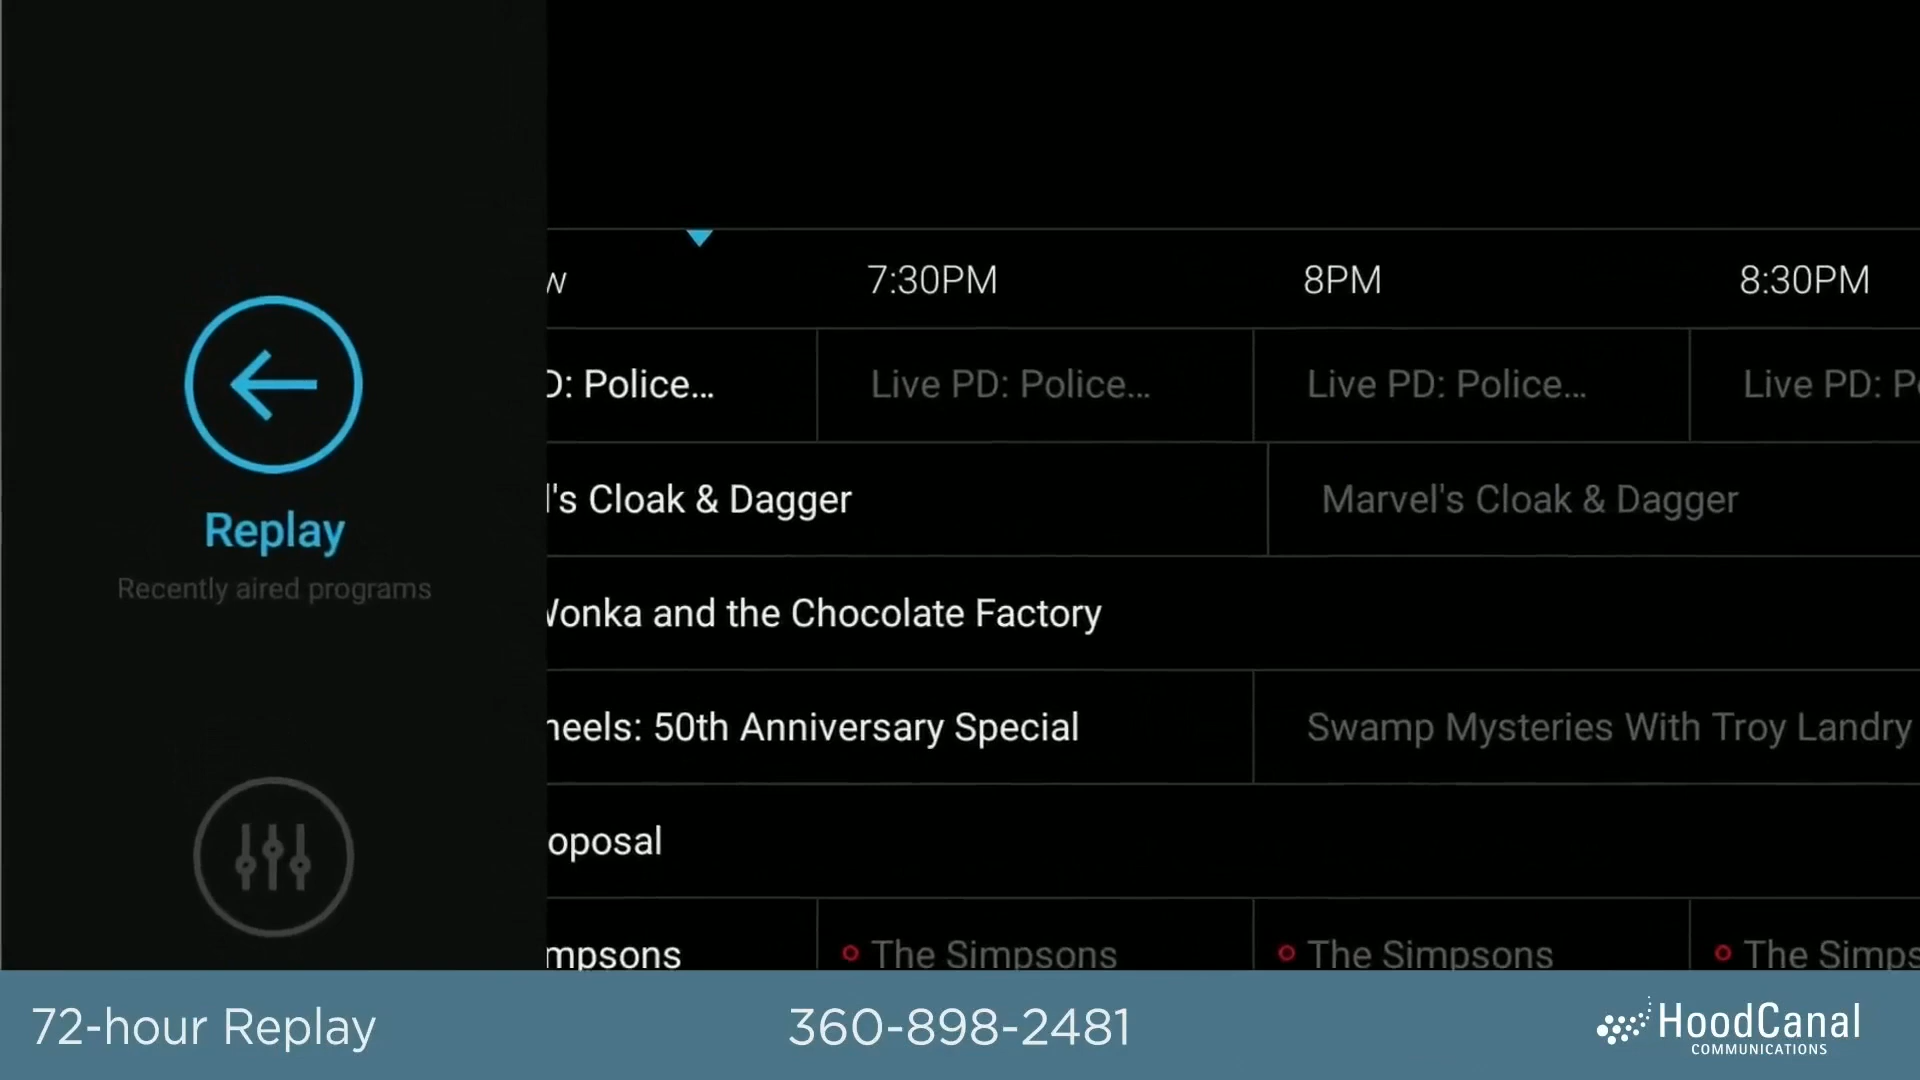 w 7:30PM 8PM 8:30PM
D: Police... Live PD: Police... Live PD: Police... Live PD: P
Replay
Recently aired programs
l's Cloak & Dagger Marvel's Cloak & Dagger
Wonka and the Chocolate Factory
heels: 50th Anniversary Special Swamp Mysteries With Troy Landry
oposal
mpsons The Simpsons The Simpsons The Simps
72-hour Replay 360-898-2481 HoodCanal
COMMUNICATIONS